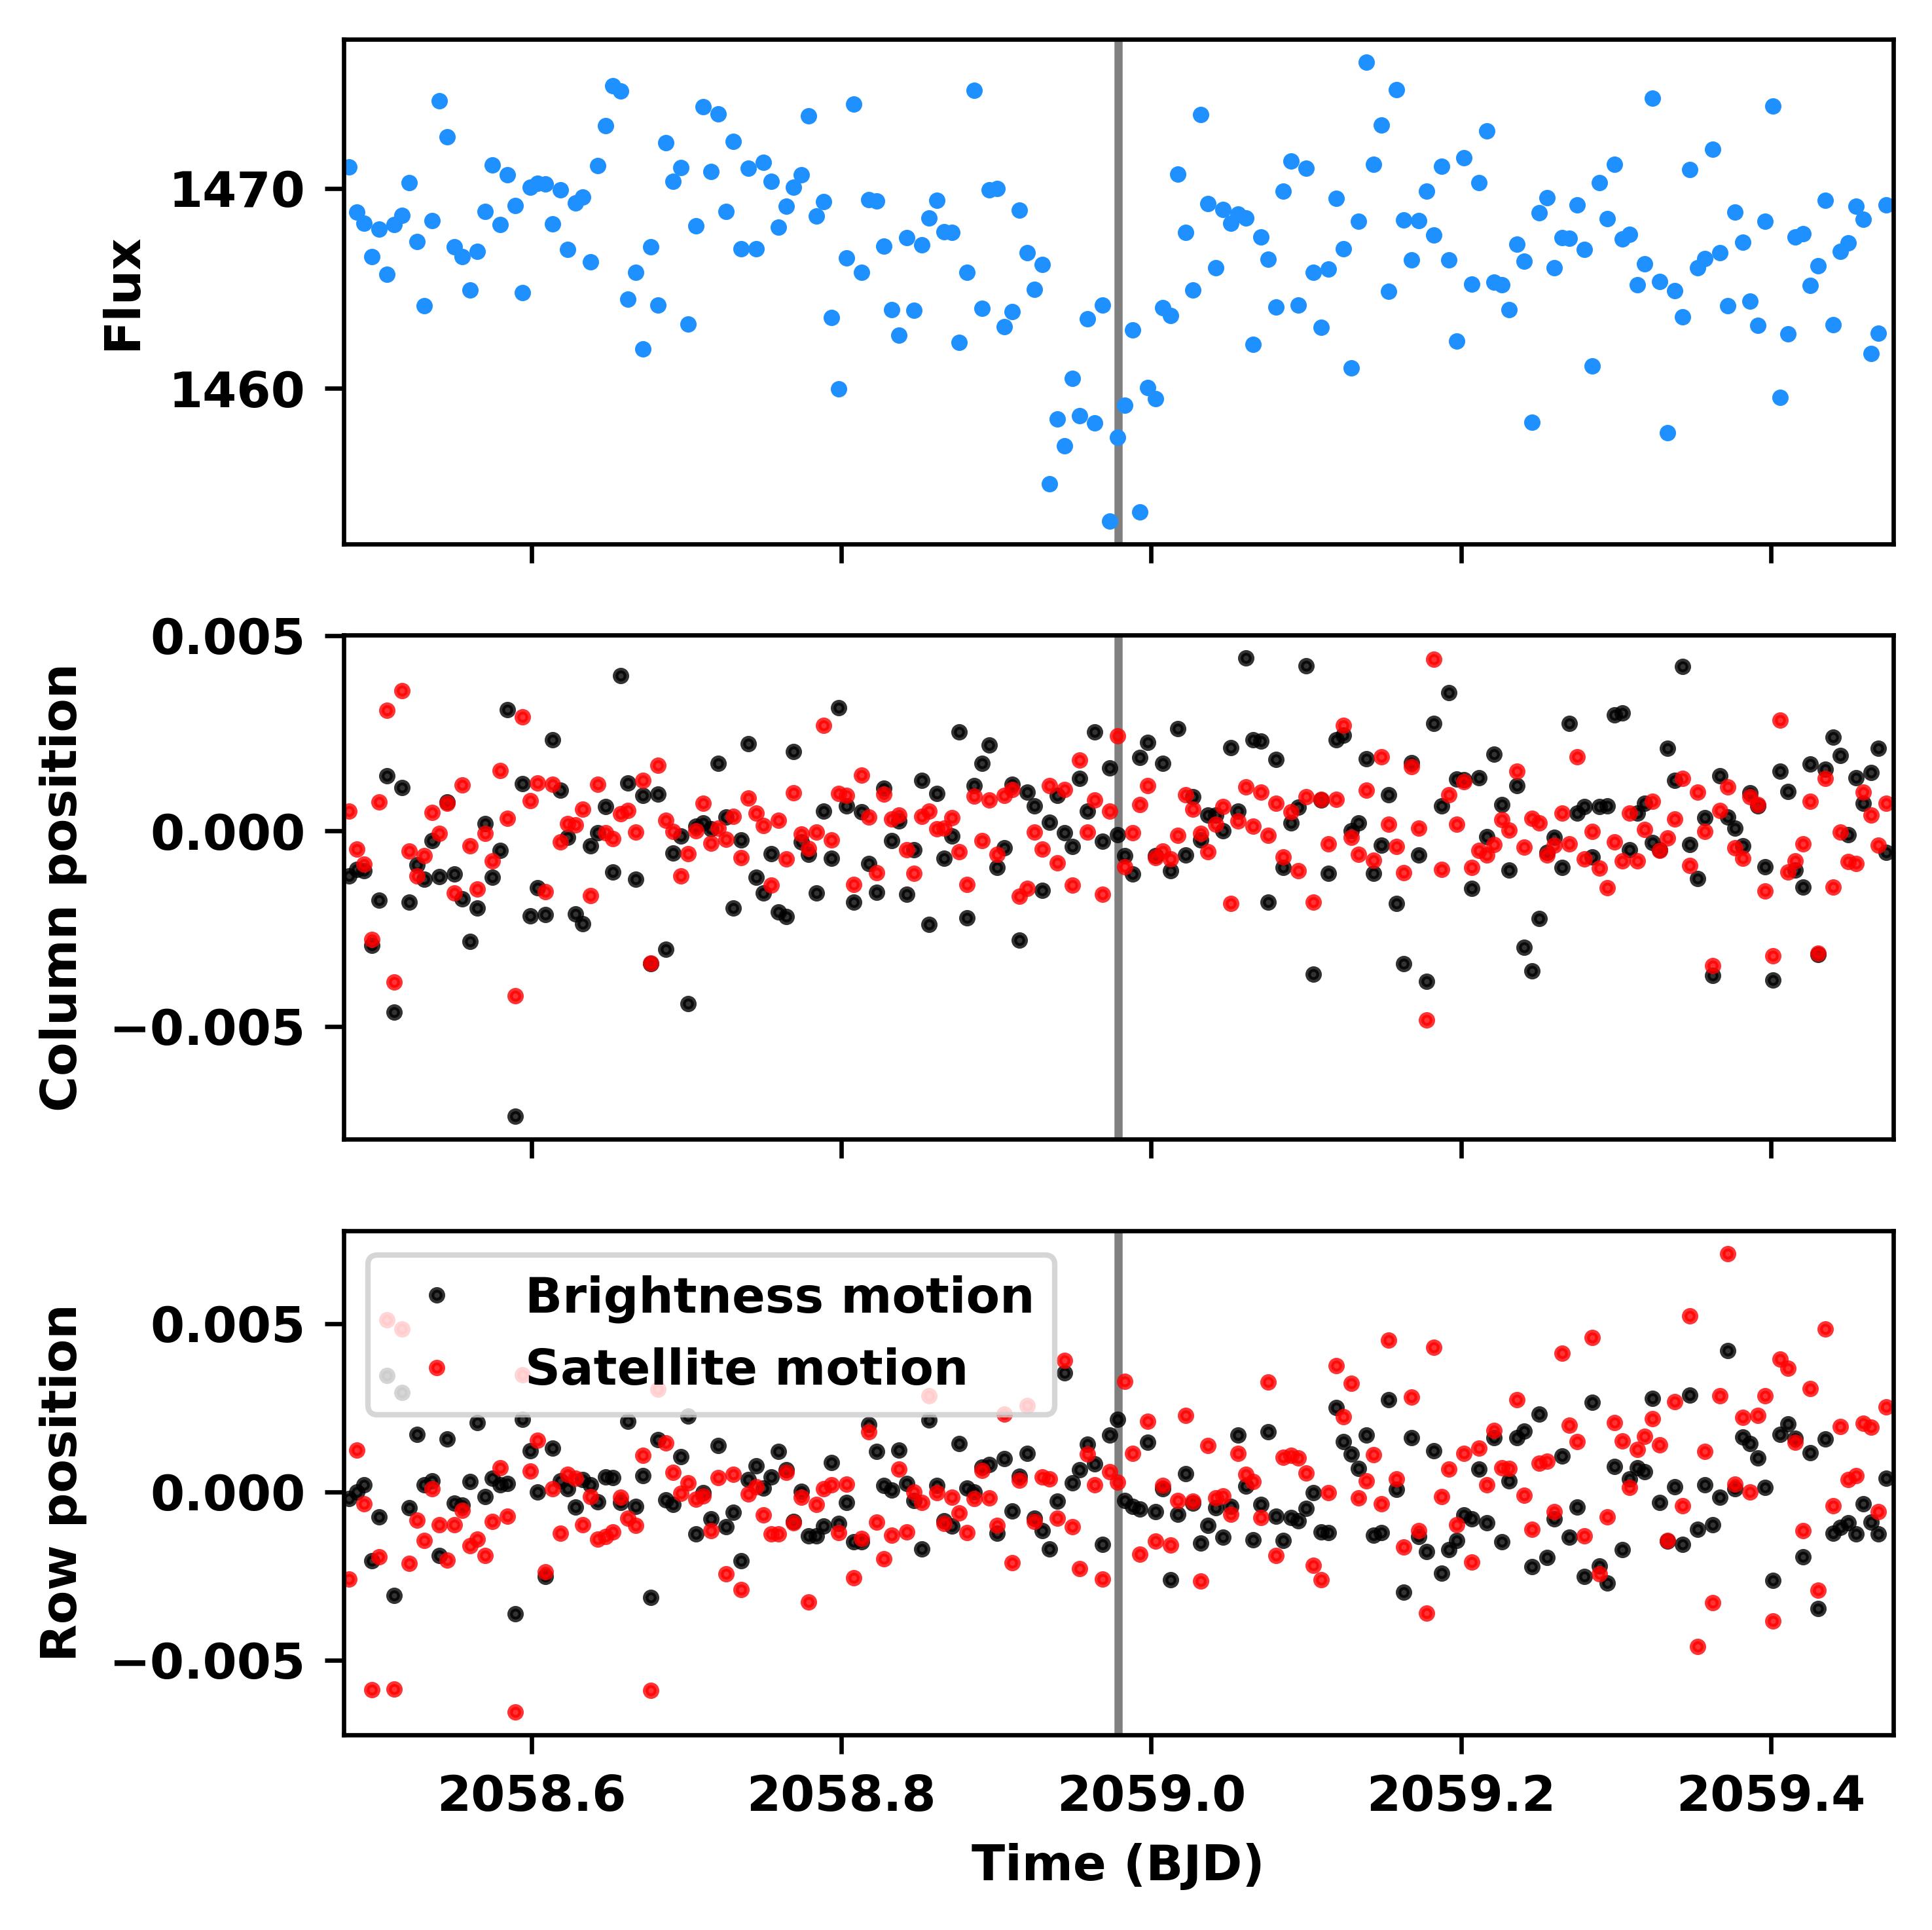 Flux
1470
1460
Column position
0.005
0.000
−0.005
Row position
0.005
0.000
−0.005
Brightness motion
Satellite motion
2058.6 2058.8 2059.0 2059.2 2059.4
Time (BJD)